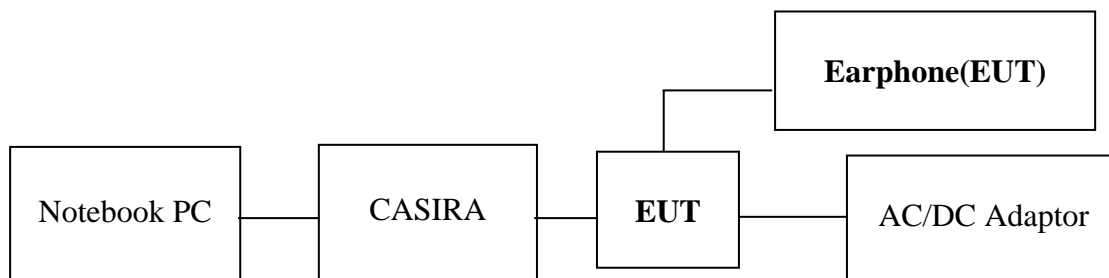 Earphone(EUT)
Notebook PC
CASIRA
EUT
AC/DC Adaptor